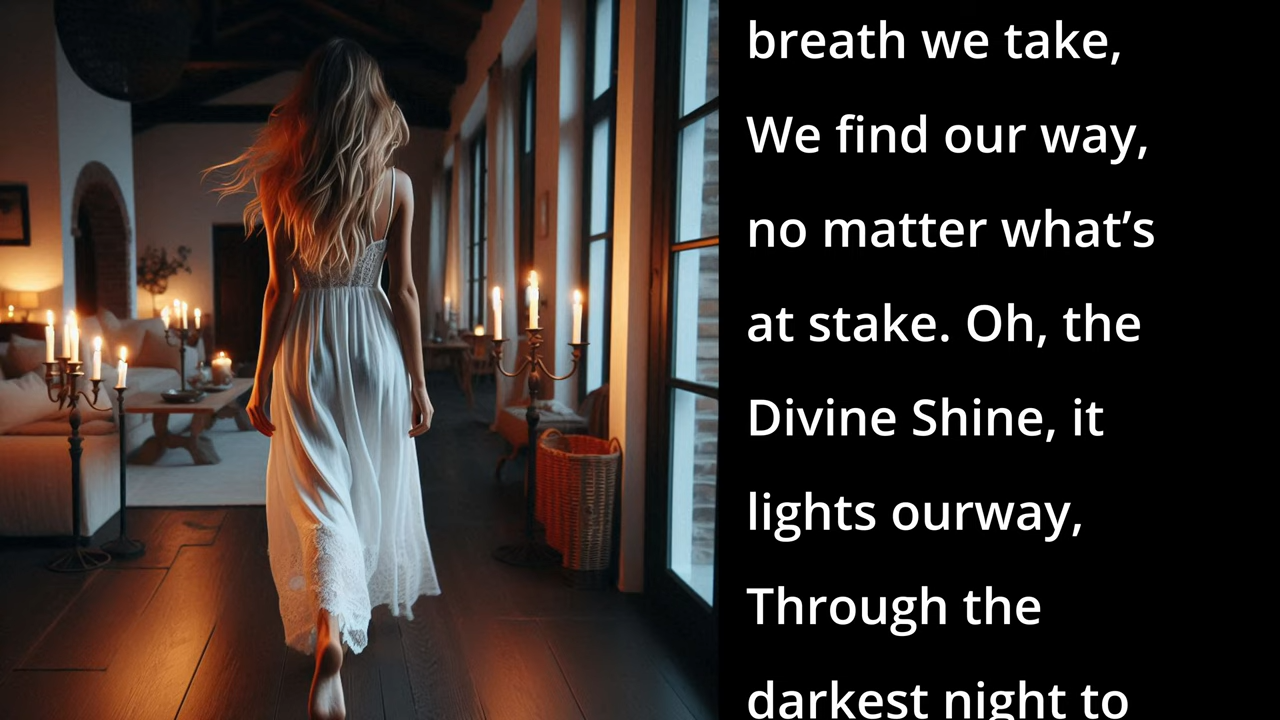 breath we take,
We find our way,
no matter what’s
at stake. Oh, the
Divine Shine, it
lights ourway,
Through the
darkest night to